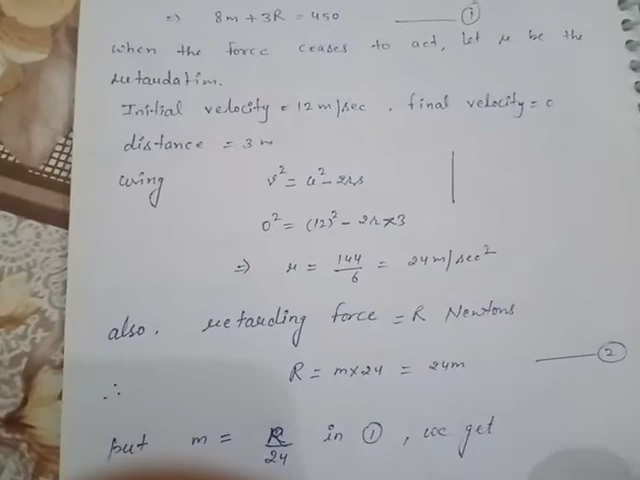 => 8m + 3R = 450 ——— ①
when the force ceases to act, let r be the
retardation.
Initial velocity = 12 m/sec . final velocity = 0
distance = 3 m
using v² = u² - 2rs
0² = (12)² - 2r×3
=> r = 144/6 = 24 m/sec²
also, retarding force = R Newtons
∴ R = m×24 = 24m ——— ②
put m = R/24 in ①, we get